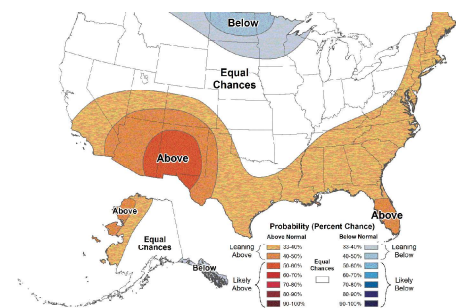 Below
Equal
Chances
Above
Above
Equal
Chances
Below
Above
Probability (Percent Chance)
Above Normal
Below Normal
Leaning
Above
33-40%
40-50%
Likely
Above
50-60%
60-70%
70-80%
80-90%
90-100%
Equal
Chances
33-40%
40-50%
Leaning
Below
50-60%
60-70%
70-80%
80-90%
90-100%
Likely
Below